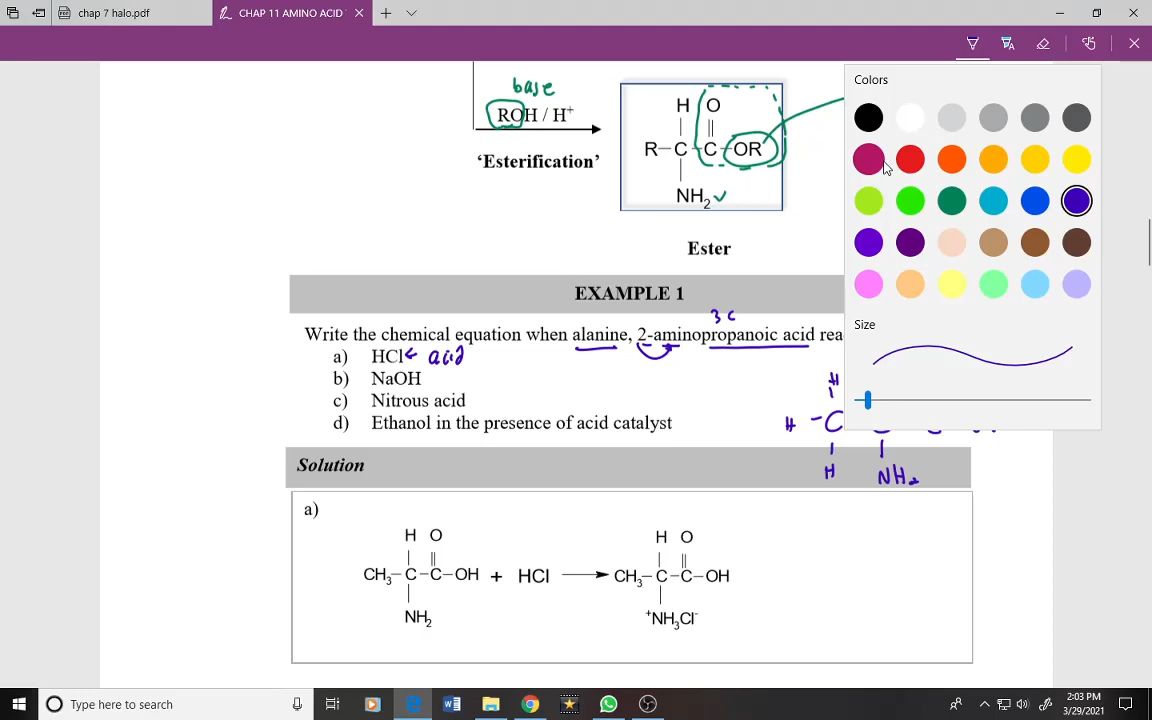 chap 7 halo.pdf
CHAP 11 AMINO ACID
Colors
base
ROH / H+
H O
R–C–C–OR
NH2
'Esterification'
Ester
Size
EXAMPLE 1
3C
Write the chemical equation when alanine, 2-aminopropanoic acid rea
a) HCl acid
b) NaOH
c) Nitrous acid
d) Ethanol in the presence of acid catalyst
H
H – C
H
NH2
Solution
a)
H O H O
CH3–C–C–OH + HCl CH3–C–C–OH
NH2 +NH3Cl-
Type here to search
2:03 PM
3/29/2021